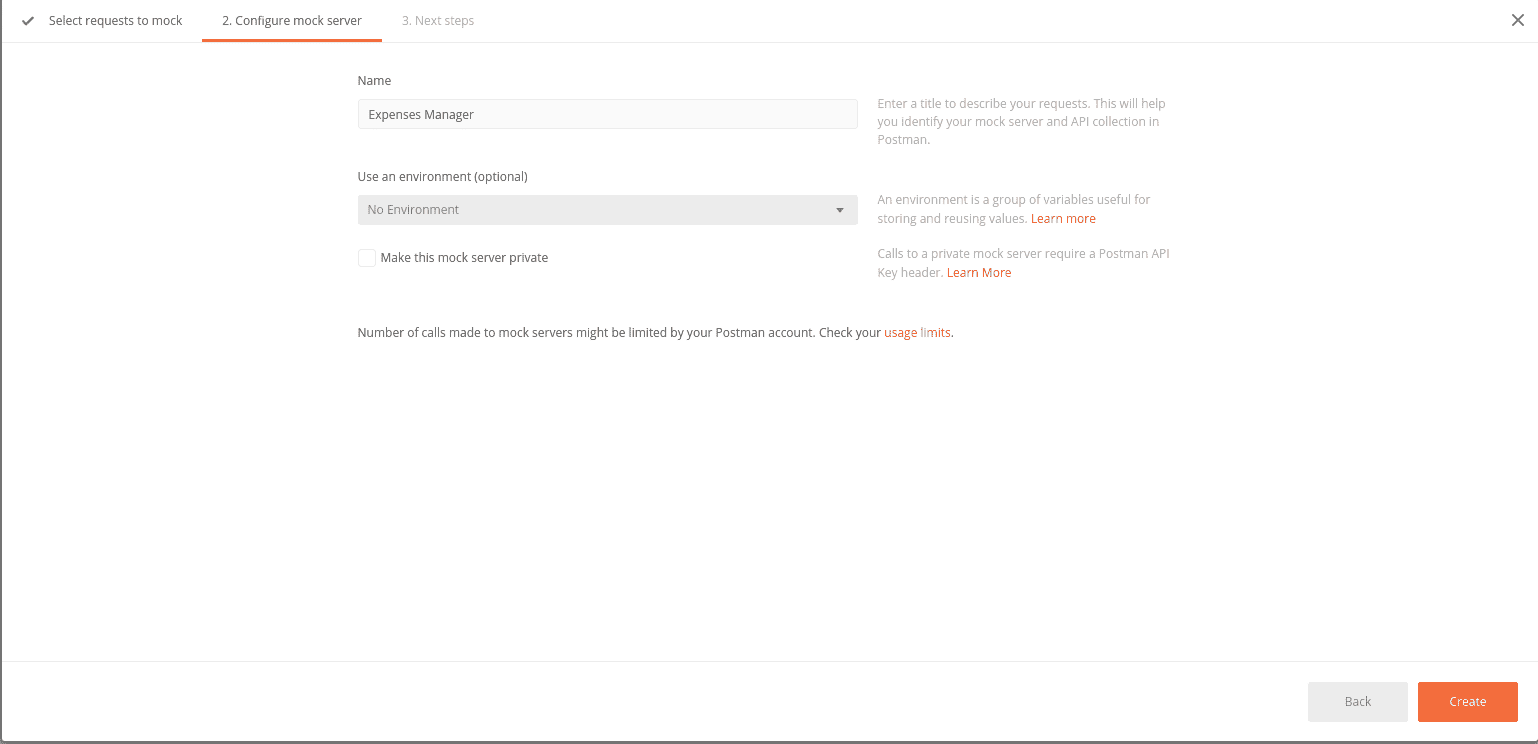 Select requests to mock
2. Configure mock server
3. Next steps
Name
Expenses Manager
Enter a title to describe your requests. This will help
you identify your mock server and API collection in
Postman.
Use an environment (optional)
No Environment
An environment is a group of variables useful for
storing and reusing values. Learn more
Make this mock server private
Calls to a private mock server require a Postman API
Key header. Learn More
Number of calls made to mock servers might be limited by your Postman account. Check your usage limits.
Back
Create